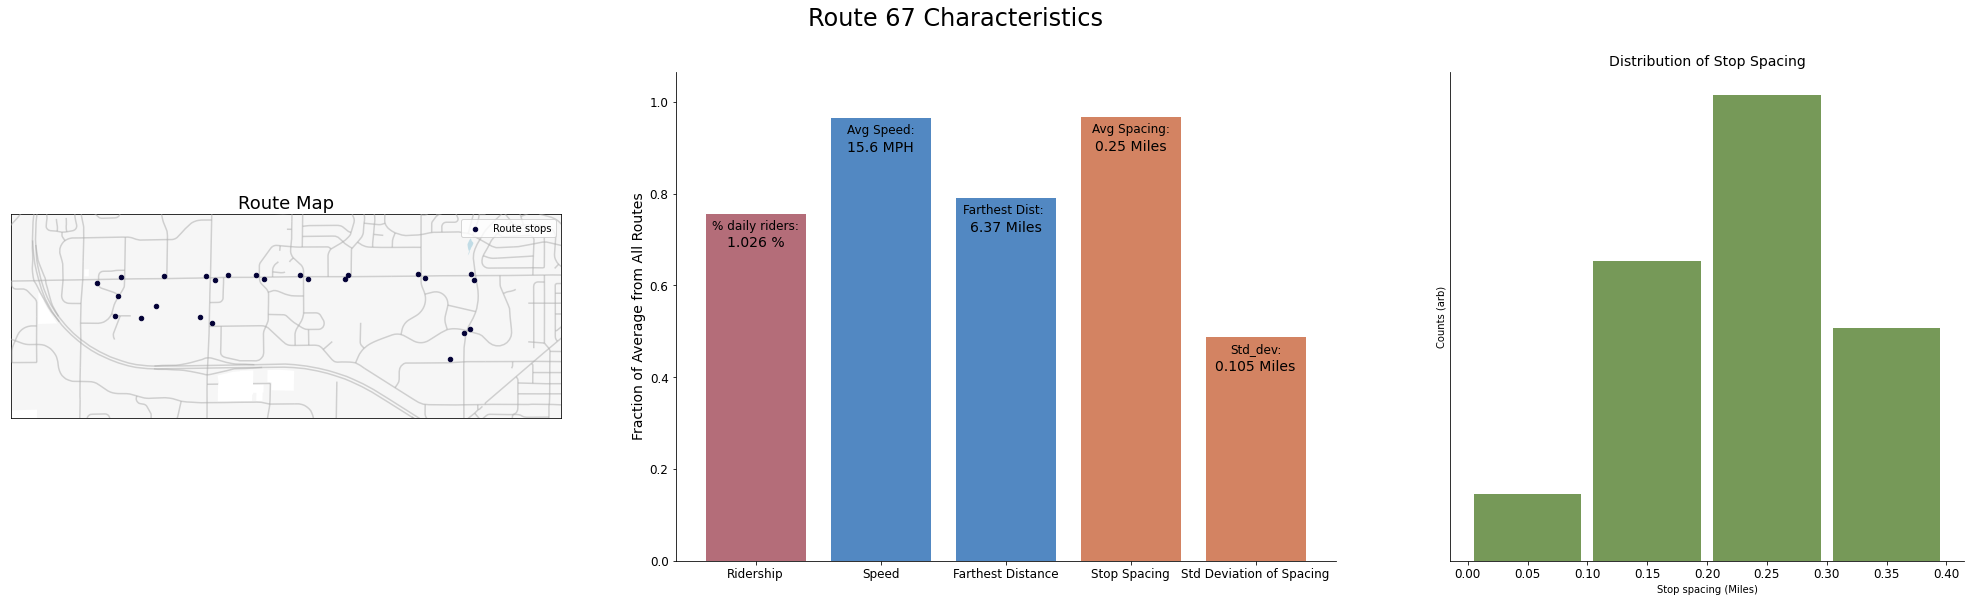 Route 67 Characteristics
Route Map
Route stops
Fraction of Average from All Routes
1.0
0.8
0.6
0.4
0.2
0.0
% daily riders:
1.026 %
Avg Speed:
15.6 MPH
Farthest Dist:
6.37 Miles
Avg Spacing:
0.25 Miles
Std_dev:
0.105 Miles
Ridership
Speed
Farthest Distance
Stop Spacing
Std Deviation of Spacing
Distribution of Stop Spacing
Counts (arb)
0.00 0.05 0.10 0.15 0.20 0.25 0.30 0.35 0.40
Stop spacing (Miles)